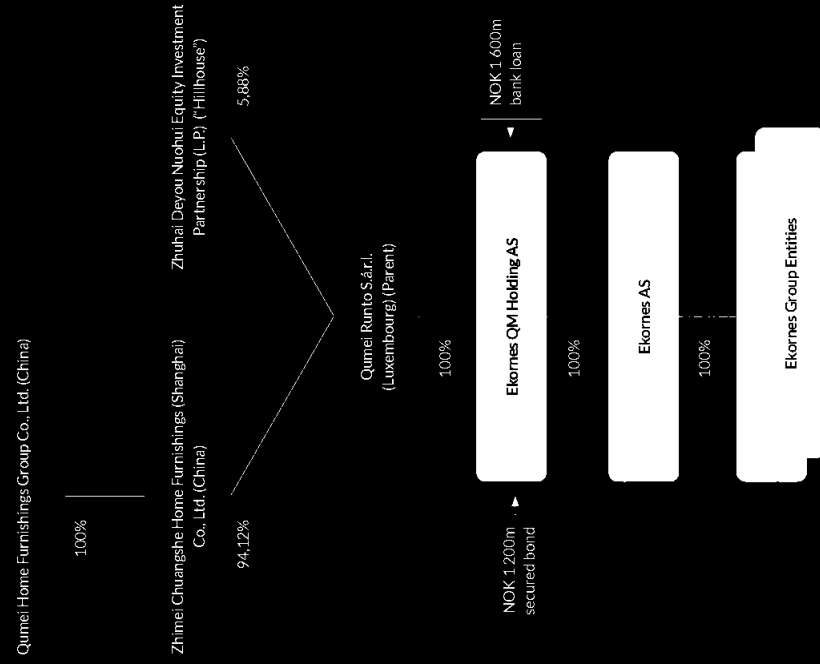 Qumei Home Furnishings Group Co., Ltd. (China)
100%
Zhimei Chuangshe Home Furnishings (Shanghai)
Co., Ltd. (China)
94,12%
Zhuhai Deyou Nuohui Equity Investment
Partnership (L.P.) ("Hillhouse")
5,88%
Qumei Runto S.à.r.l.
(Luxembourg) (Parent)
100%
NOK 1 200m
secured bond
Ekornes QM Holding AS
NOK 1 600m
bank loan
100%
Ekornes AS
100%
Ekornes Group Entities